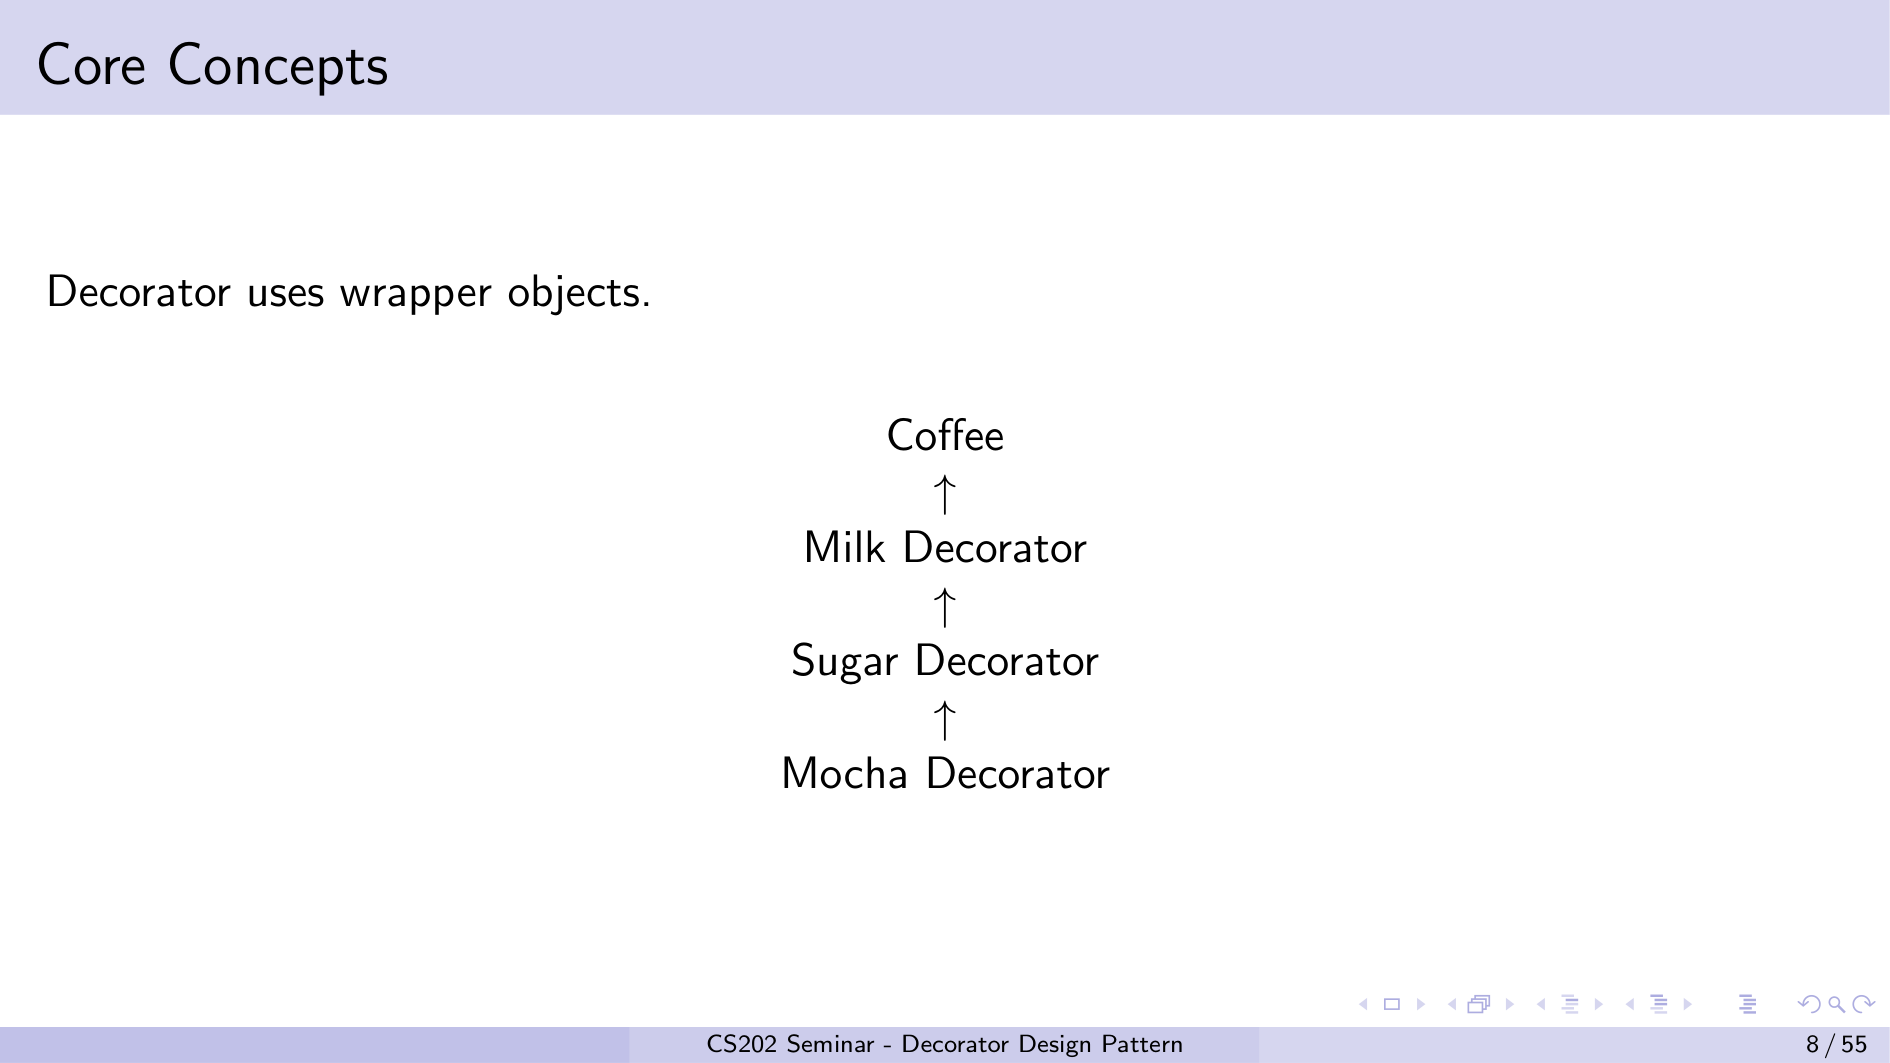 Core Concepts
Decorator uses wrapper objects.
Coffee
↑
Milk Decorator
↑
Sugar Decorator
↑
Mocha Decorator
CS202 Seminar - Decorator Design Pattern
8 / 55